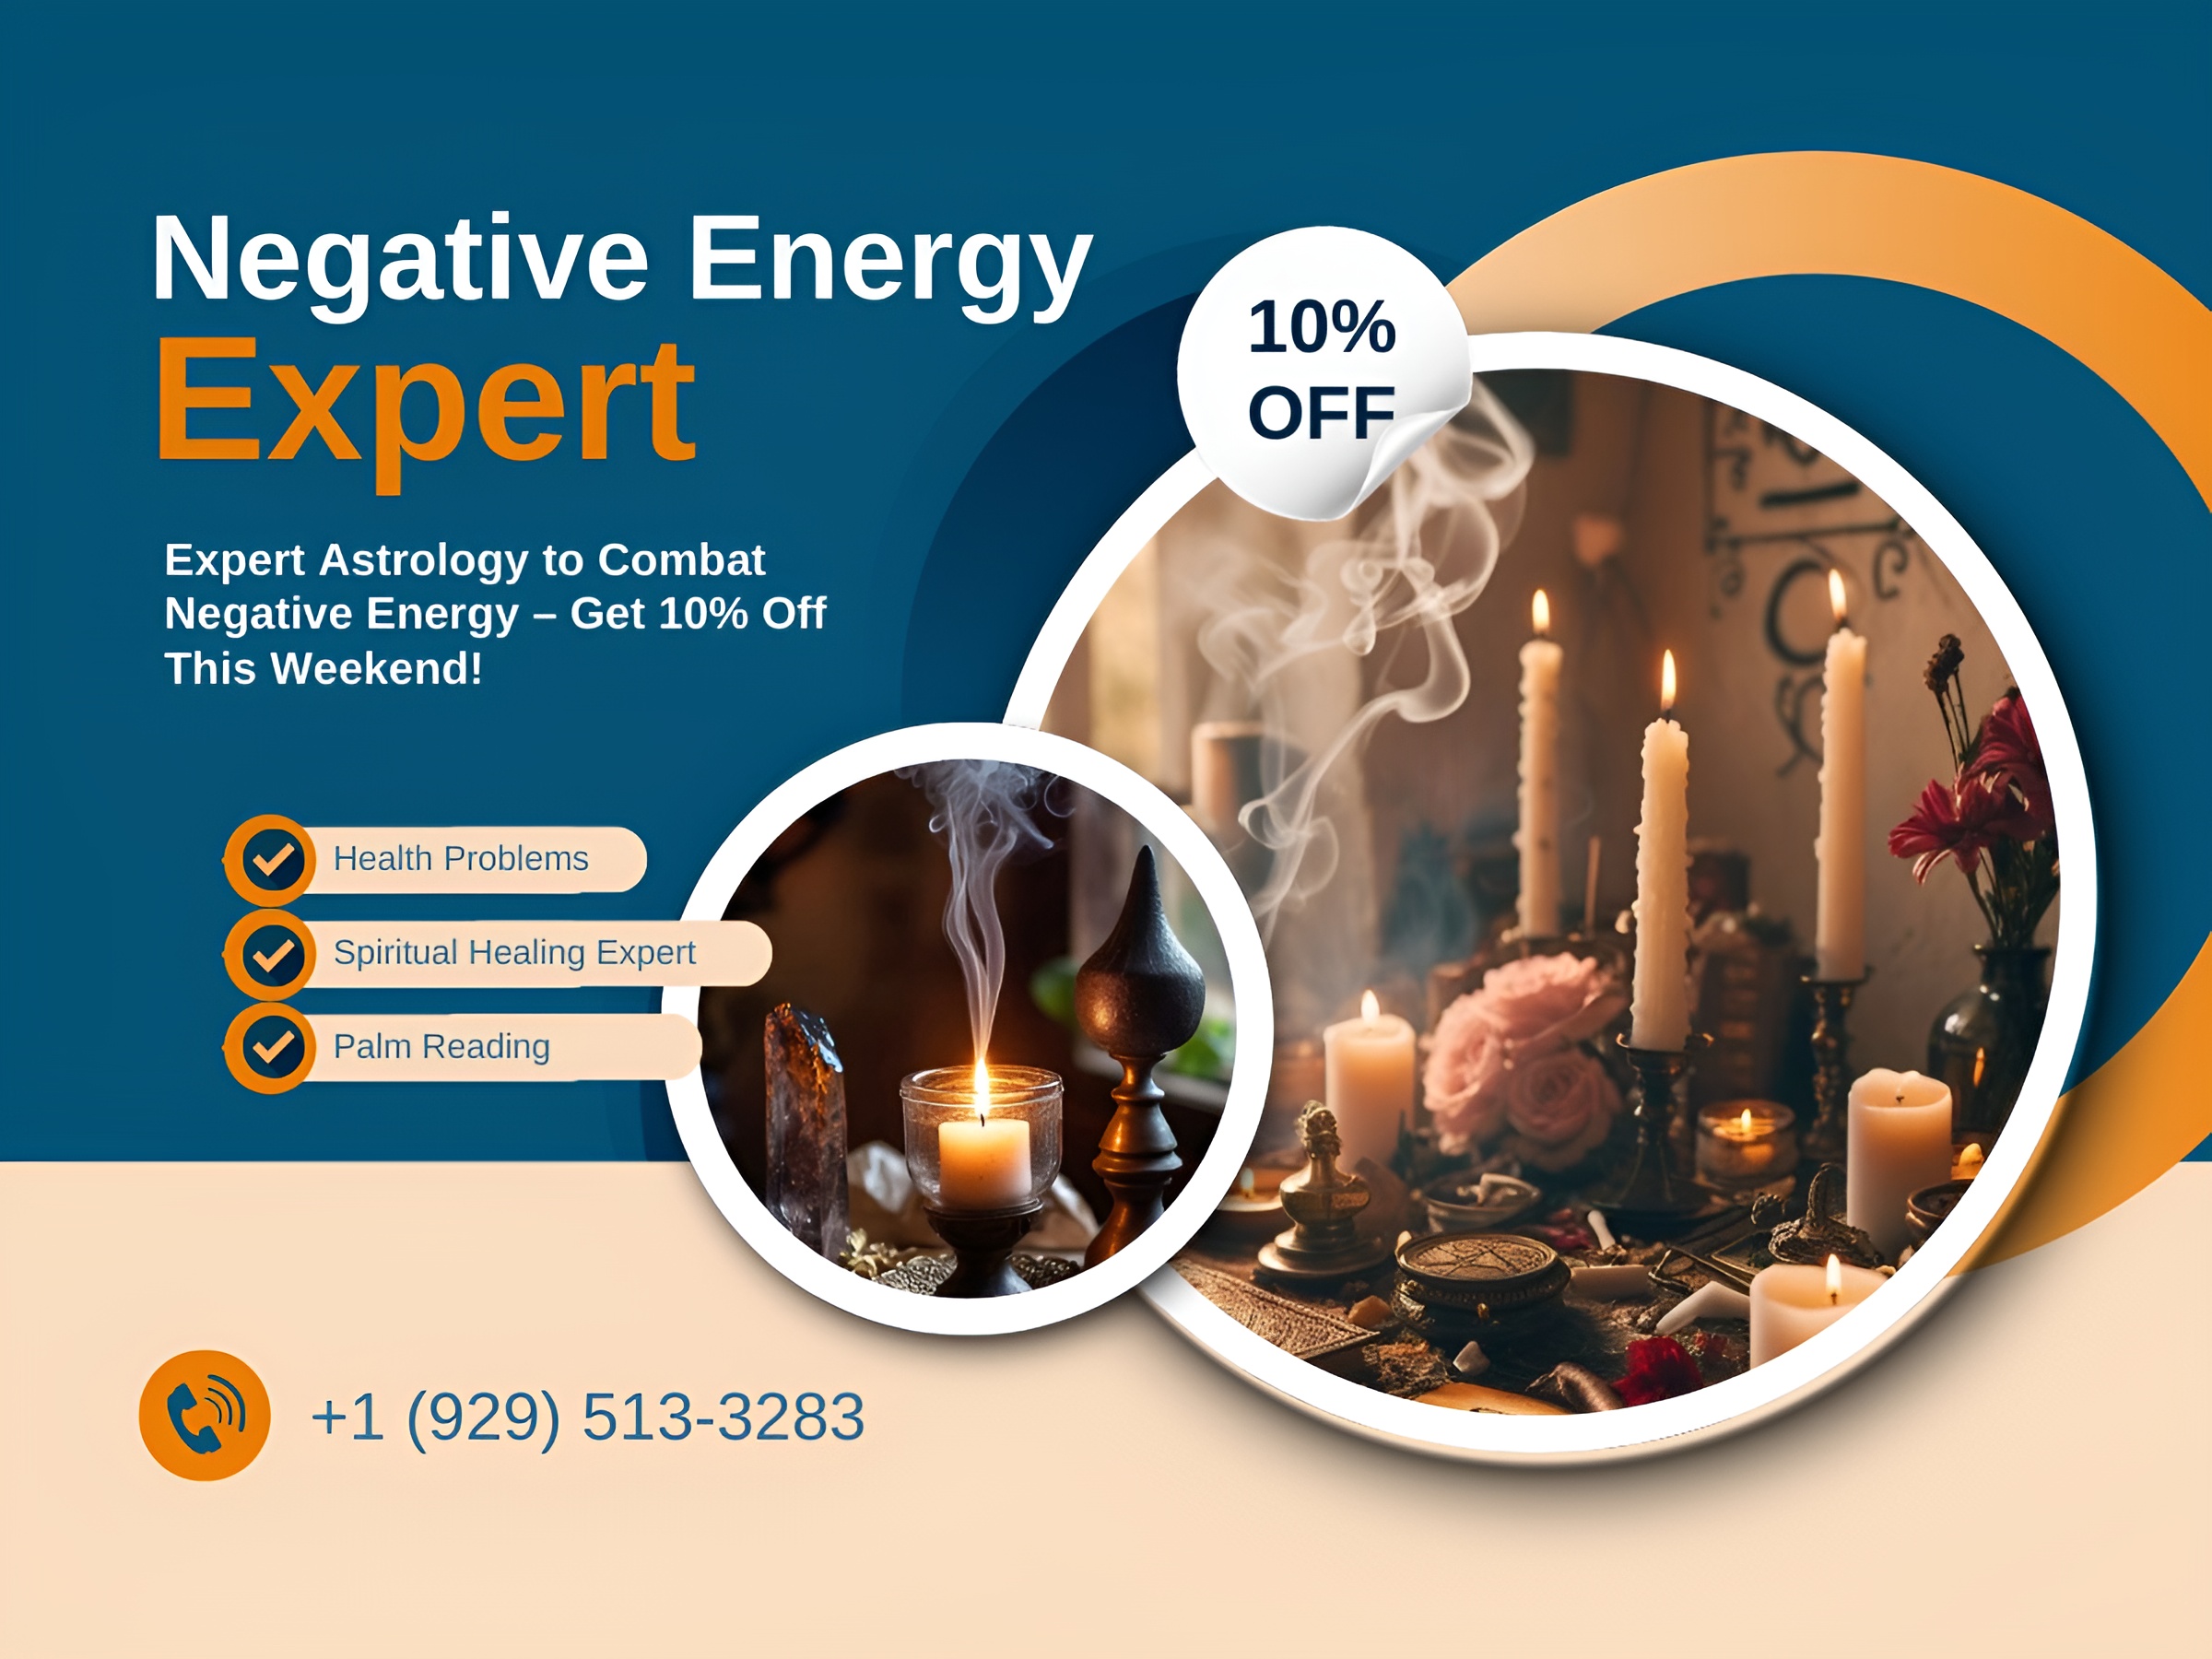 Negative Energy
Expert
10%
OFF
Expert Astrology to Combat
Negative Energy – Get 10% Off
This Weekend!
Health Problems
Spiritual Healing Expert
Palm Reading
+1 (929) 513-3283